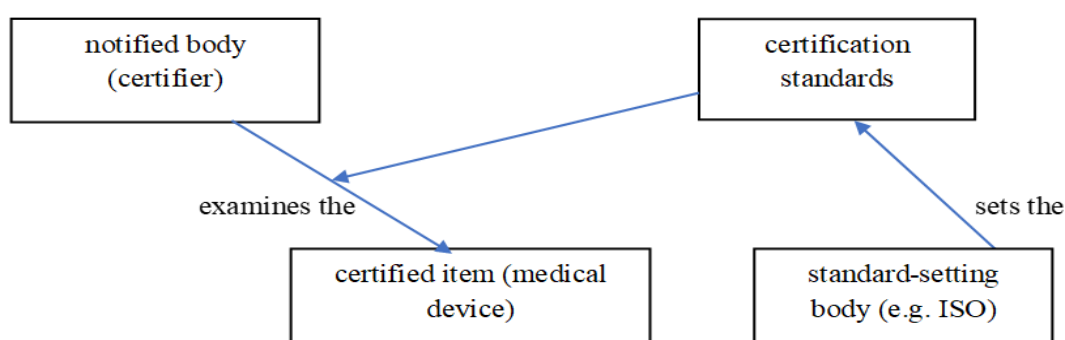 notified body
(certifier)
certification
standards
examines the
sets the
certified item (medical
device)
standard-setting
body (e.g. ISO)